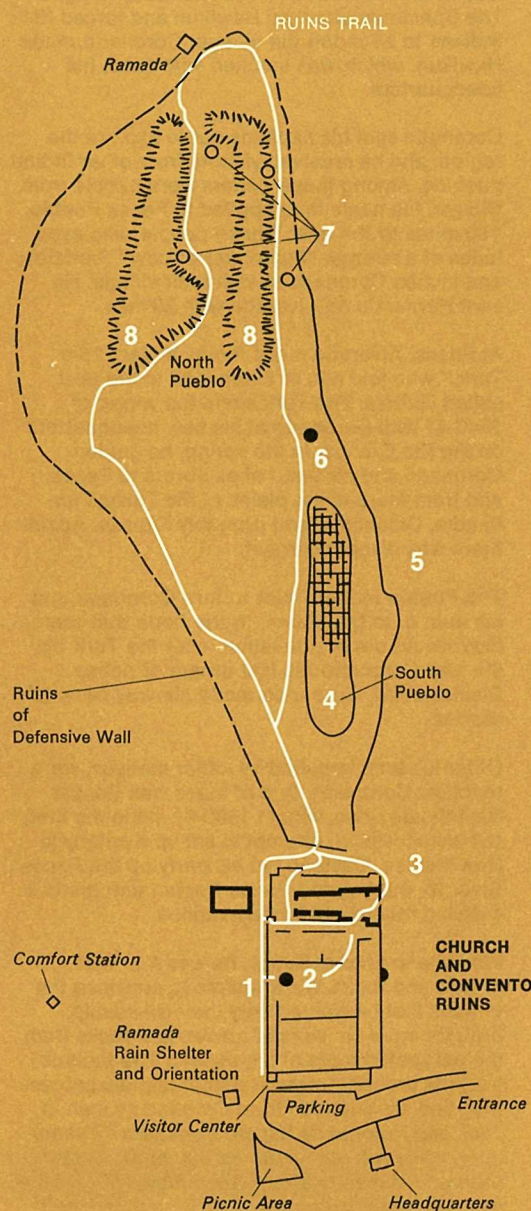 RUINS TRAIL
Ramada
7
8
8
North
Pueblo
6
5
South
Pueblo
4
Ruins
of
Defensive Wall
3
CHURCH
AND
CONVENTO
RUINS
Comfort Station
1
2
Ramada
Rain Shelter
and Orientation
Parking
Entrance
Visitor Center
Picnic Area
Headquarters